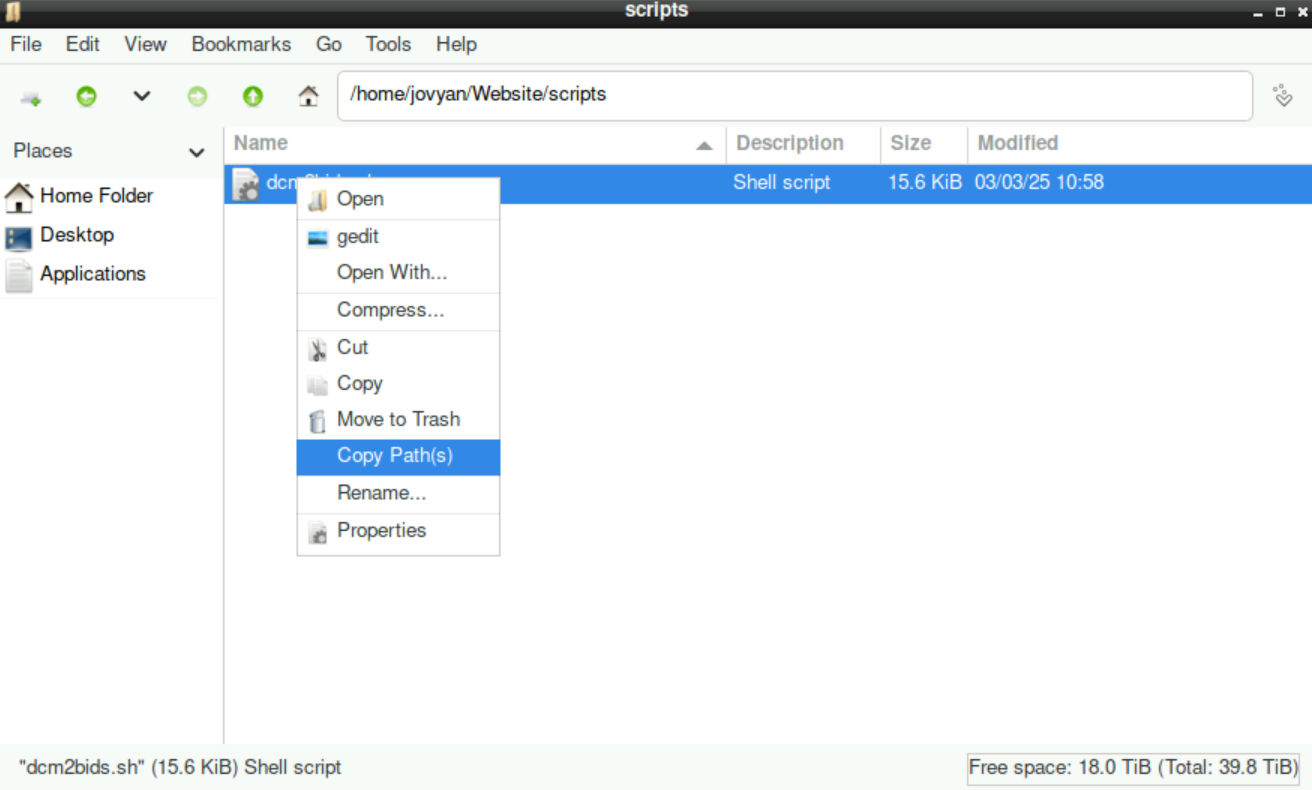 scripts
File Edit View Bookmarks Go Tools Help
/home/jovyan/Website/scripts
Places
Name Description Size Modified
Shell script 15.6 KiB 03/03/25 10:58
Home Folder
Desktop
Applications
Open
gedit
Open With...
Compress...
Cut
Copy
Move to Trash
Copy Path(s)
Rename...
Properties
"dcm2bids.sh" (15.6 KiB) Shell script
Free space: 18.0 TiB (Total: 39.8 TiB)